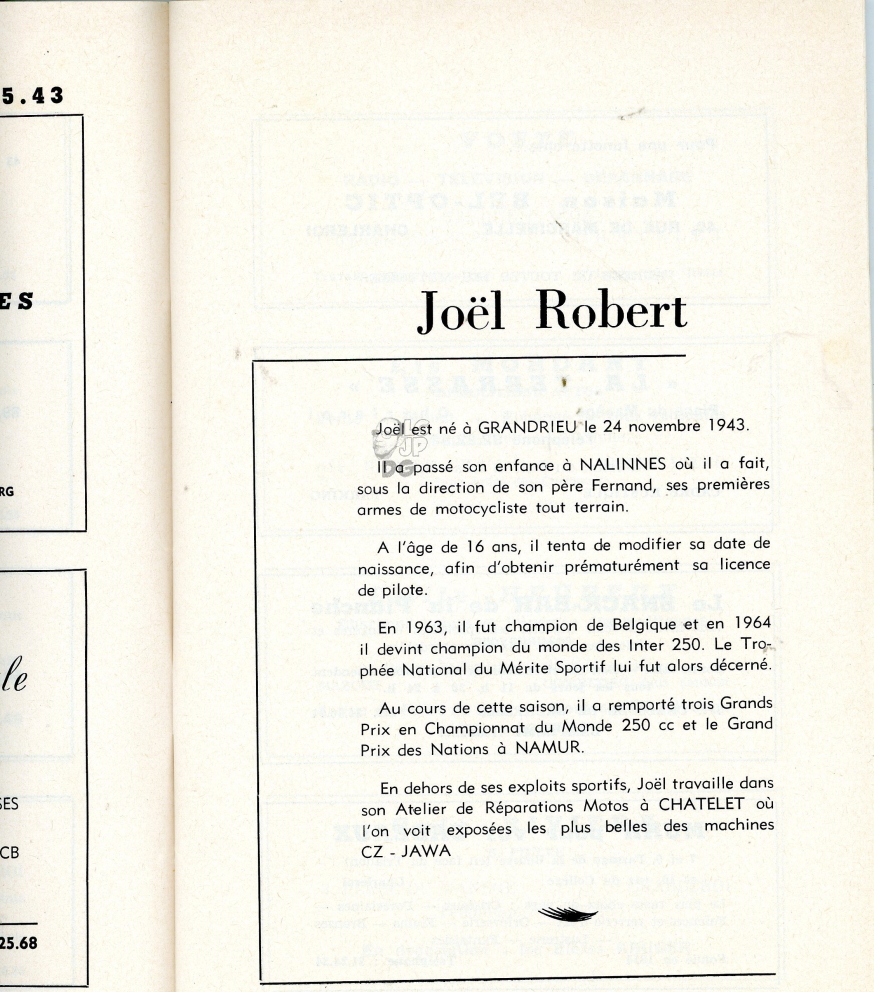 5.43
ES
RG
le
SES
CB
25.68
Joël Robert
Joël est né à GRANDRIEU le 24 novembre 1943.
Il a passé son enfance à NALINNES où il a fait,
sous la direction de son père Fernand, ses premières
armes de motocycliste tout terrain.
A l'âge de 16 ans, il tenta de modifier sa date de
naissance, afin d'obtenir prématurément sa licence
de pilote.
En 1963, il fut champion de Belgique et en 1964
il devint champion du monde des Inter 250. Le Tro-
phée National du Mérite Sportif lui fut alors décerné.
Au cours de cette saison, il a remporté trois Grands
Prix en Championnat du Monde 250 cc et le Grand
Prix des Nations à NAMUR.
En dehors de ses exploits sportifs, Joël travaille dans
son Atelier de Réparations Motos à CHATELET où
l'on voit exposées les plus belles des machines
CZ - JAWA